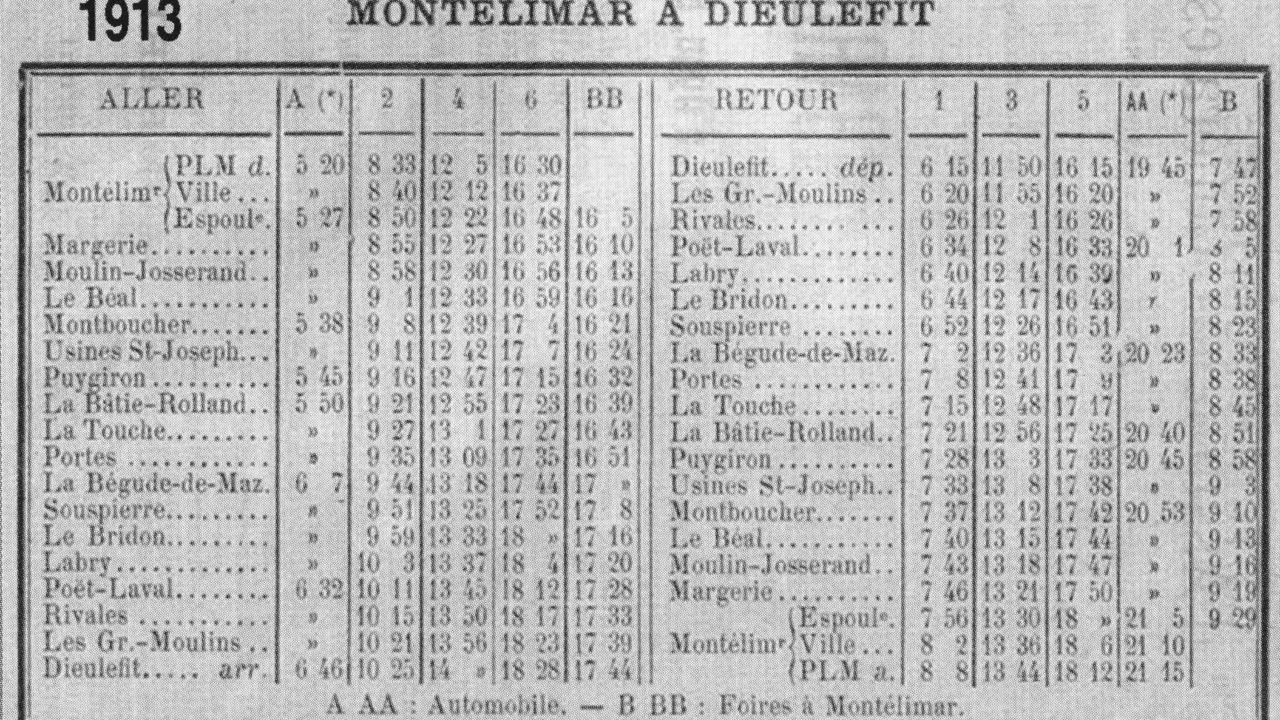 1913 MONTÉLIMAR A DIEULEFIT
ALLER A (*) 2 4 6 BB RETOUR 1 3 5 AA (*) B
PLM d. 5 20 8 33 12 5 16 30 Dieulefit..... dép. 6 15 11 50 16 15 19 45 7 47
Montélimr Ville... » 8 40 12 12 16 37 Les Gr.-Moulins.. 6 20 11 55 16 20 » 7 52
Espoule. 5 27 8 50 12 22 16 48 16 5 Rivales........ ... 6 26 12 1 16 26 » 7 58
Margerie.......... » 8 55 12 27 16 53 16 10 Poët-Laval........ 6 34 12 8 16 33 20 1 5
Moulin-Josserand.. » 8 58 12 30 16 56 16 13 Labry............ 6 40 12 14 16 39 » 8 11
Le Béal........... » 9 1 12 33 16 59 16 16 Le Bridon......... 6 44 12 17 16 43 8 15
Montboucher....... 5 38 9 8 12 39 17 4 16 21 Souspierre ........ 6 52 12 26 16 51 » 8 23
Usines St-Joseph... » 9 11 12 42 17 7 16 24 La Bégude-de-Maz. 7 2 12 36 17 3 20 23 8 33
Puygiron.......... 5 45 9 16 12 47 17 15 16 32 Portes ............ 7 8 12 41 17 9 » 8 38
La Bâtie-Rolland.. 5 50 9 21 12 55 17 23 16 39 La Touche........ 7 15 12 48 17 17 » 8 45
La Touche......... » 9 27 13 1 17 27 16 43 La Bâtie-Rolland.. 7 21 12 56 17 25 20 40 8 51
Portes ............ » 9 35 13 09 17 35 16 51 Puygiron.......... 7 28 13 3 17 33 20 45 8 58
La Bégude-de-Maz. 6 7 9 44 13 18 17 44 17 » Usines St-Joseph.. 7 33 13 8 17 38 » 9 3
Souspierre......... » 9 51 13 25 17 52 17 8 Montboucher....... 7 37 13 12 17 42 20 53 9 10
Le Bridon......... » 9 59 13 33 18 » 17 16 Le Béal........... 7 40 13 15 17 44 » 9 13
Labry............. » 10 3 13 37 18 4 17 20 Moulin-Josserand.. 7 43 13 18 17 47 » 9 16
Poët-Laval........ 6 32 10 11 13 45 18 12 17 28 Margerie.......... 7 46 13 21 17 50 » 9 19
Rivales ........... » 10 15 13 50 18 17 17 33 Espoule. 7 56 13 30 18 » 21 5 9 29
Les Gr.-Moulins.. » 10 21 13 56 18 23 17 39 Montélimr Ville... 8 2 13 36 18 6 21 10
Dieulefit..... arr. 6 46 10 25 14 » 18 28 17 44 PLM a. 8 8 13 44 18 12 21 15
A AA : Automobile. — B BB : Foires à Montélimar.